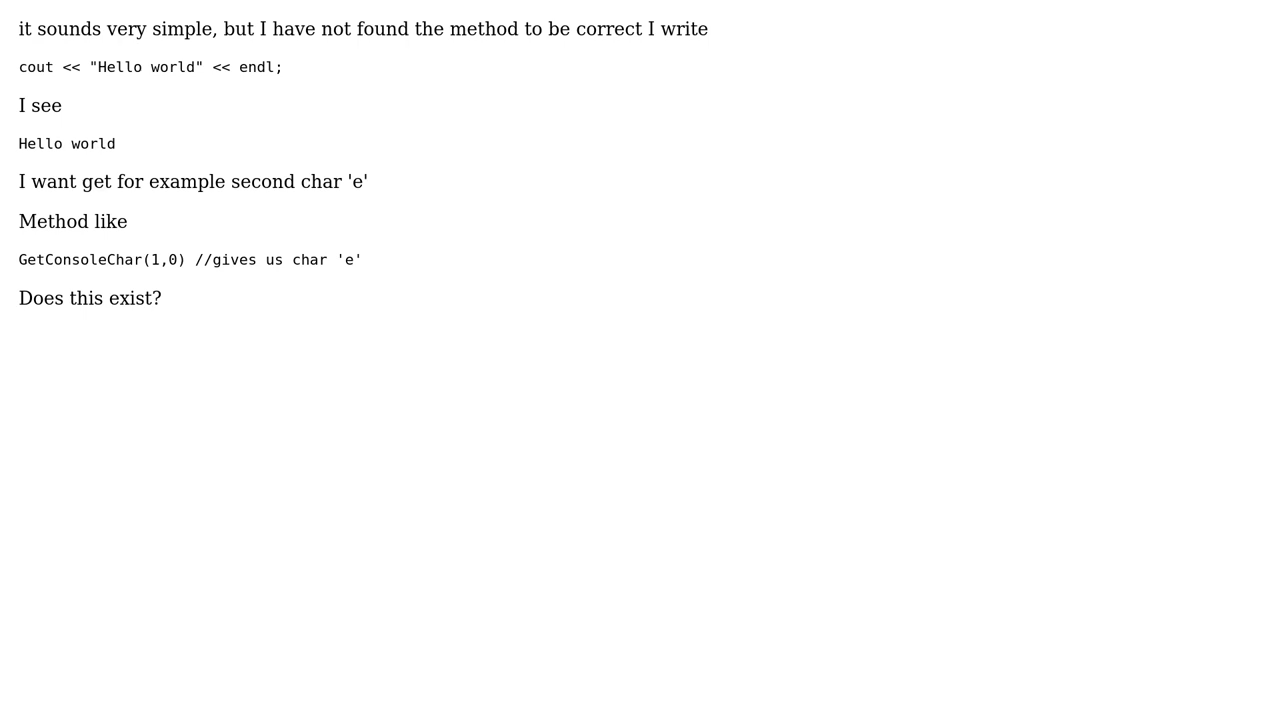 it sounds very simple, but I have not found the method to be correct I write
cout << "Hello world" << endl;
I see
Hello world
I want get for example second char 'e'
Method like
GetConsoleChar(1,0) //gives us char 'e'
Does this exist?